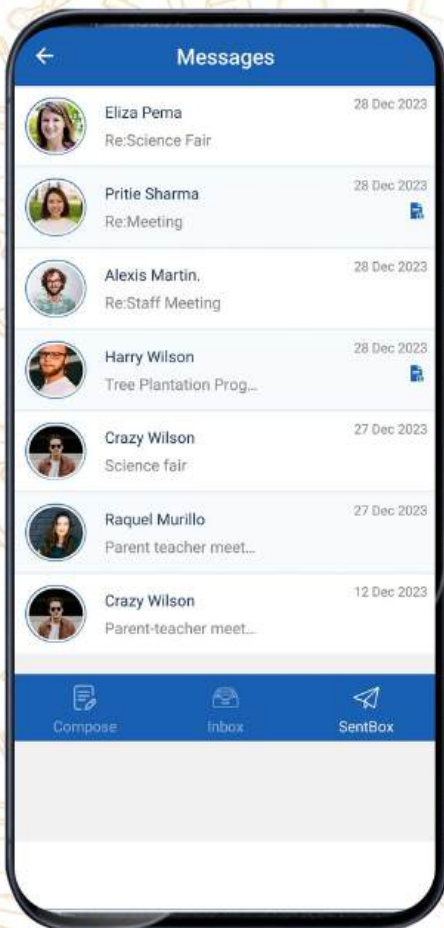 Messages
Eliza Pema
28 Dec 2023
Re:Science Fair
Pritie Sharma
28 Dec 2023
Re:Meeting
Alexis Martin.
28 Dec 2023
Re:Staff Meeting
Harry Wilson
28 Dec 2023
Tree Plantation Prog...
Crazy Wilson
27 Dec 2023
Science fair
Raquel Murillo
27 Dec 2023
Parent teacher meet...
Crazy Wilson
12 Dec 2023
Parent-teacher meet...
Compose
Inbox
SentBox